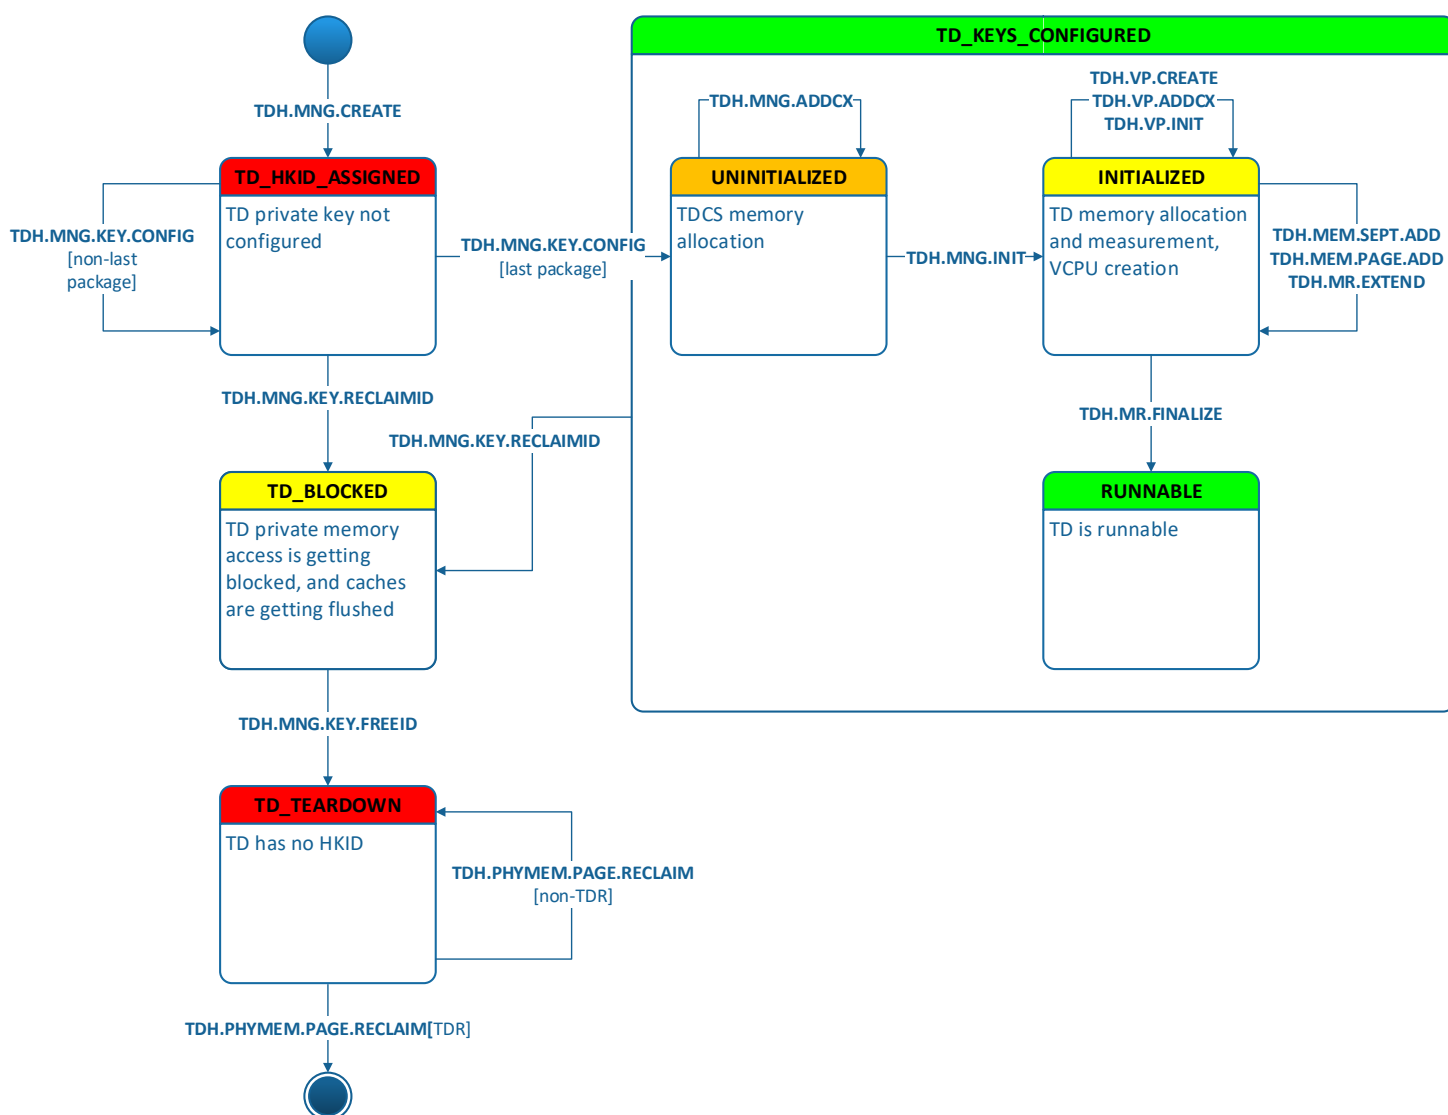 TDH.MNG.CREATE
TD_HKID_ASSIGNED
TD private key not
configured
TDH.MNG.KEY.CONFIG
[non-last
package]
TDH.MNG.KEY.CONFIG
[last package]
TDH.MNG.KEY.RECLAIMID
TD_KEYS_CONFIGURED
TDH.MNG.ADDCX
UNINITIALIZED
TDCS memory
allocation
TDH.MNG.INIT
TDH.VP.CREATE
TDH.VP.ADDCX
TDH.VP.INIT
INITIALIZED
TD memory allocation
and measurement,
VCPU creation
TDH.MEM.SEPT.ADD
TDH.MEM.PAGE.ADD
TDH.MR.EXTEND
TDH.MR.FINALIZE
RUNNABLE
TD is runnable
TDH.MNG.KEY.RECLAIMID
TD_BLOCKED
TD private memory
access is getting
blocked, and caches
are getting flushed
TDH.MNG.KEY.FREEID
TD_TEARDOWN
TD has no HKID
TDH.PHYMEM.PAGE.RECLAIM
[non-TDR]
TDH.PHYMEM.PAGE.RECLAIM[TDR]